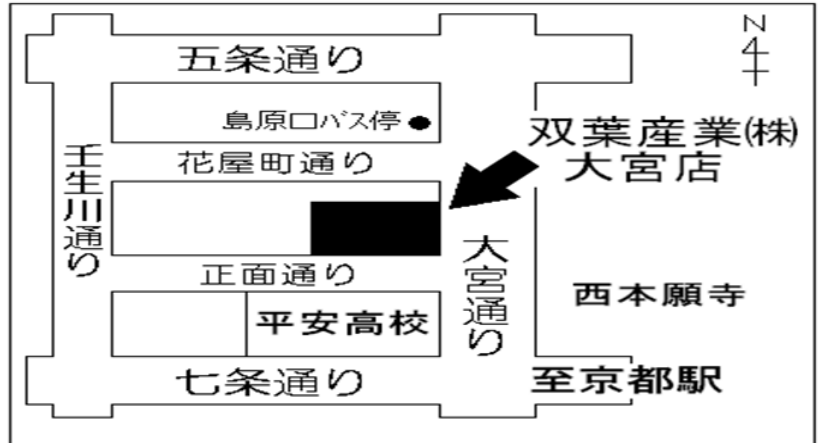 N
五条通り
島原口バス停
双葉産業㈱
大宮店
花屋町通り
壬生川通り
大宮通り
正面通り
西本願寺
平安高校
七条通り
至京都駅